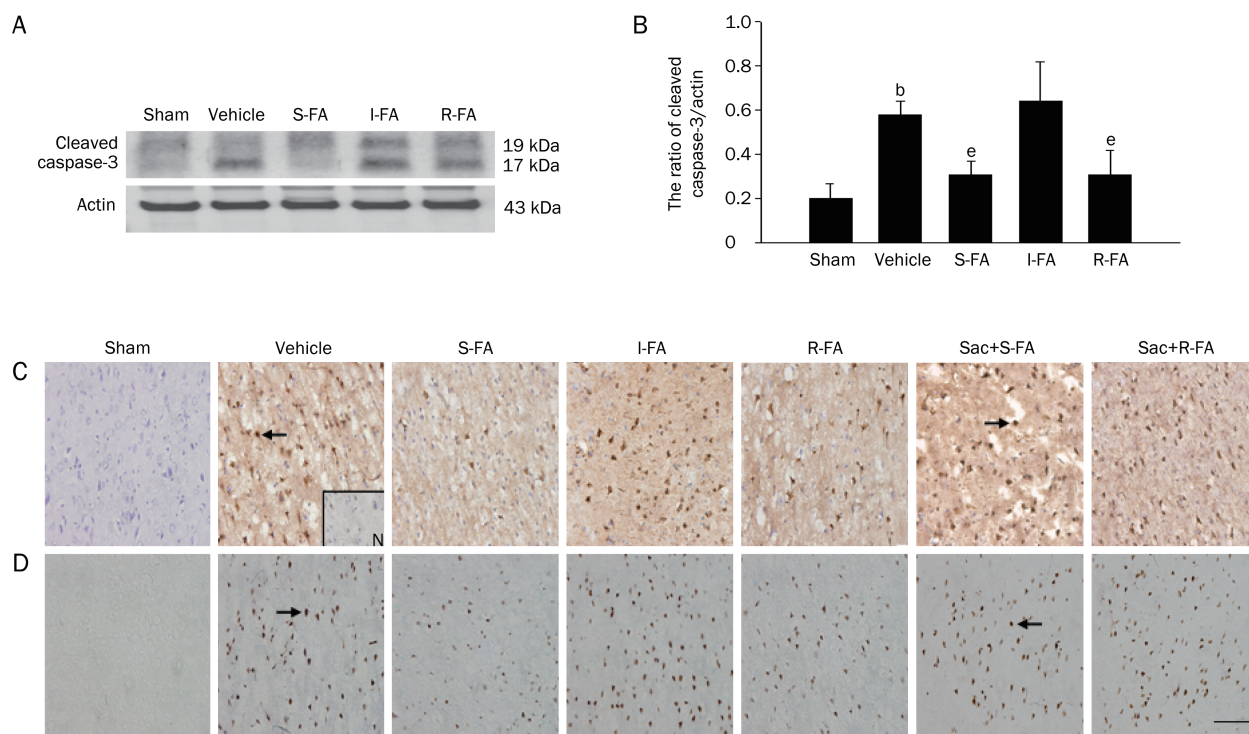 A
Sham Vehicle S-FA I-FA R-FA
Cleaved
caspase-3
19 kDa
17 kDa
Actin
43 kDa
B
The ratio of cleaved
caspase-3/actin
1.0
0.8
0.6
0.4
0.2
0
b
e
e
Sham Vehicle S-FA I-FA R-FA
Sham Vehicle S-FA I-FA R-FA Sac+S-FA Sac+R-FA
C
N
D